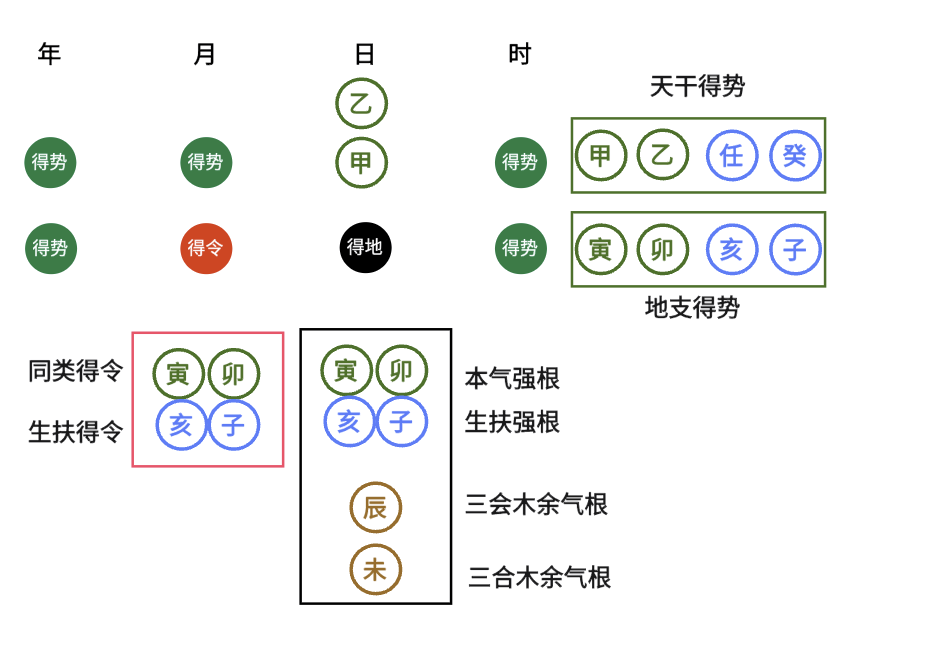 年 月 日 时
天干得势
乙
得势 得势 甲 得势 甲 乙 任 癸
得势 得令 得地 得势 寅 卯 亥 子
地支得势
同类得令 寅 卯 寅 卯 本气强根
生扶得令 亥 子 亥 子 生扶强根
辰 三会木余气根
未 三合木余气根